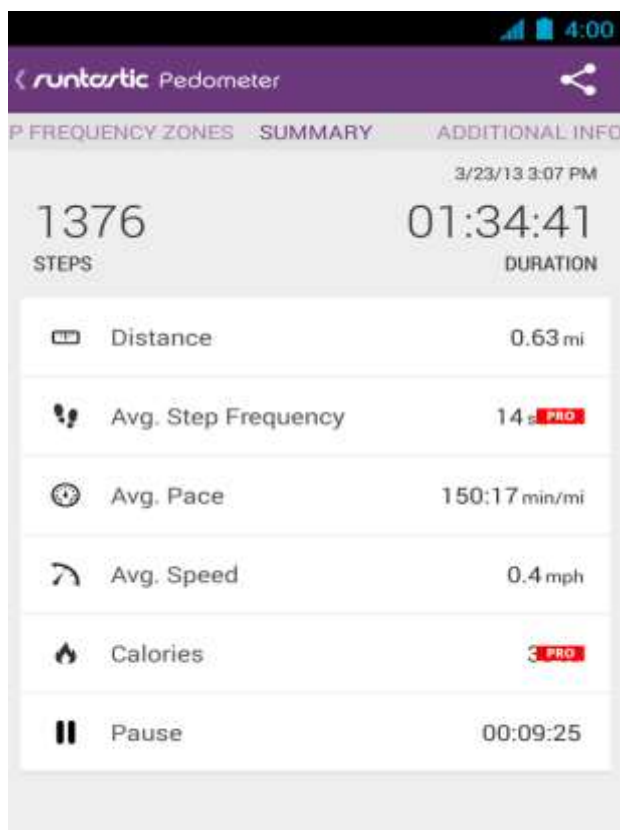 4:00
runtastic Pedometer
P FREQUENCY ZONES SUMMARY ADDITIONAL INFO
3/23/13 3:07 PM
1376 01:34:41
STEPS DURATION
Distance 0.63 mi
Avg. Step Frequency 14 s PRO
Avg. Pace 150:17 min/mi
Avg. Speed 0.4 mph
Calories 3 PRO
Pause 00:09:25